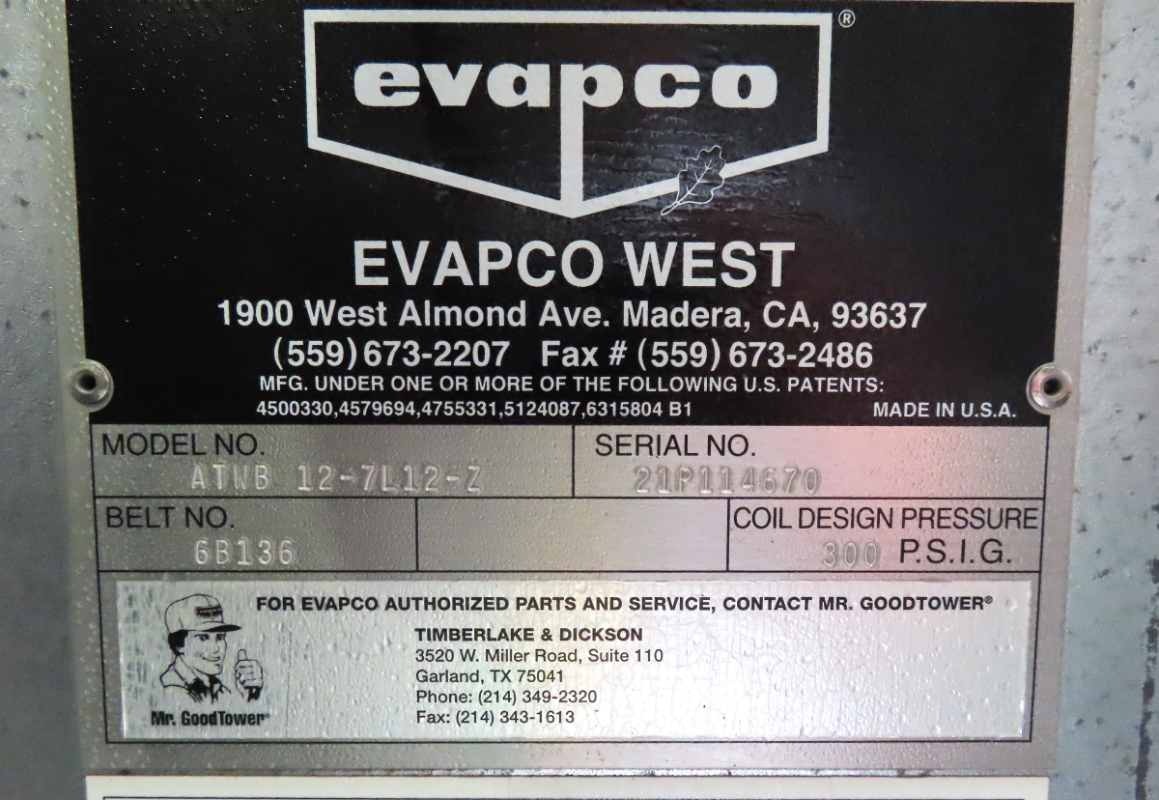 evapco®
EVAPCO WEST
1900 West Almond Ave. Madera, CA, 93637
(559) 673-2207 Fax # (559) 673-2486
MFG. UNDER ONE OR MORE OF THE FOLLOWING U.S. PATENTS:
4500330,4579694,4755331,5124087,6315804 B1 MADE IN U.S.A.
MODEL NO. SERIAL NO.
ATWB 12-7L12-Z 21P114670
BELT NO. COIL DESIGN PRESSURE
6B136 300 P.S.I.G.
FOR EVAPCO AUTHORIZED PARTS AND SERVICE, CONTACT MR. GOODTOWER®
TIMBERLAKE & DICKSON
3520 W. Miller Road, Suite 110
Garland, TX 75041
Phone: (214) 349-2320
Fax: (214) 343-1613
Mr. GoodTower